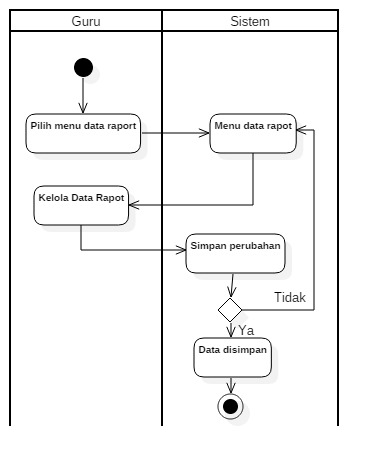 Guru
Sistem
Pilih menu data raport
Menu data rapot
Kelola Data Rapot
Simpan perubahan
Tidak
Ya
Data disimpan